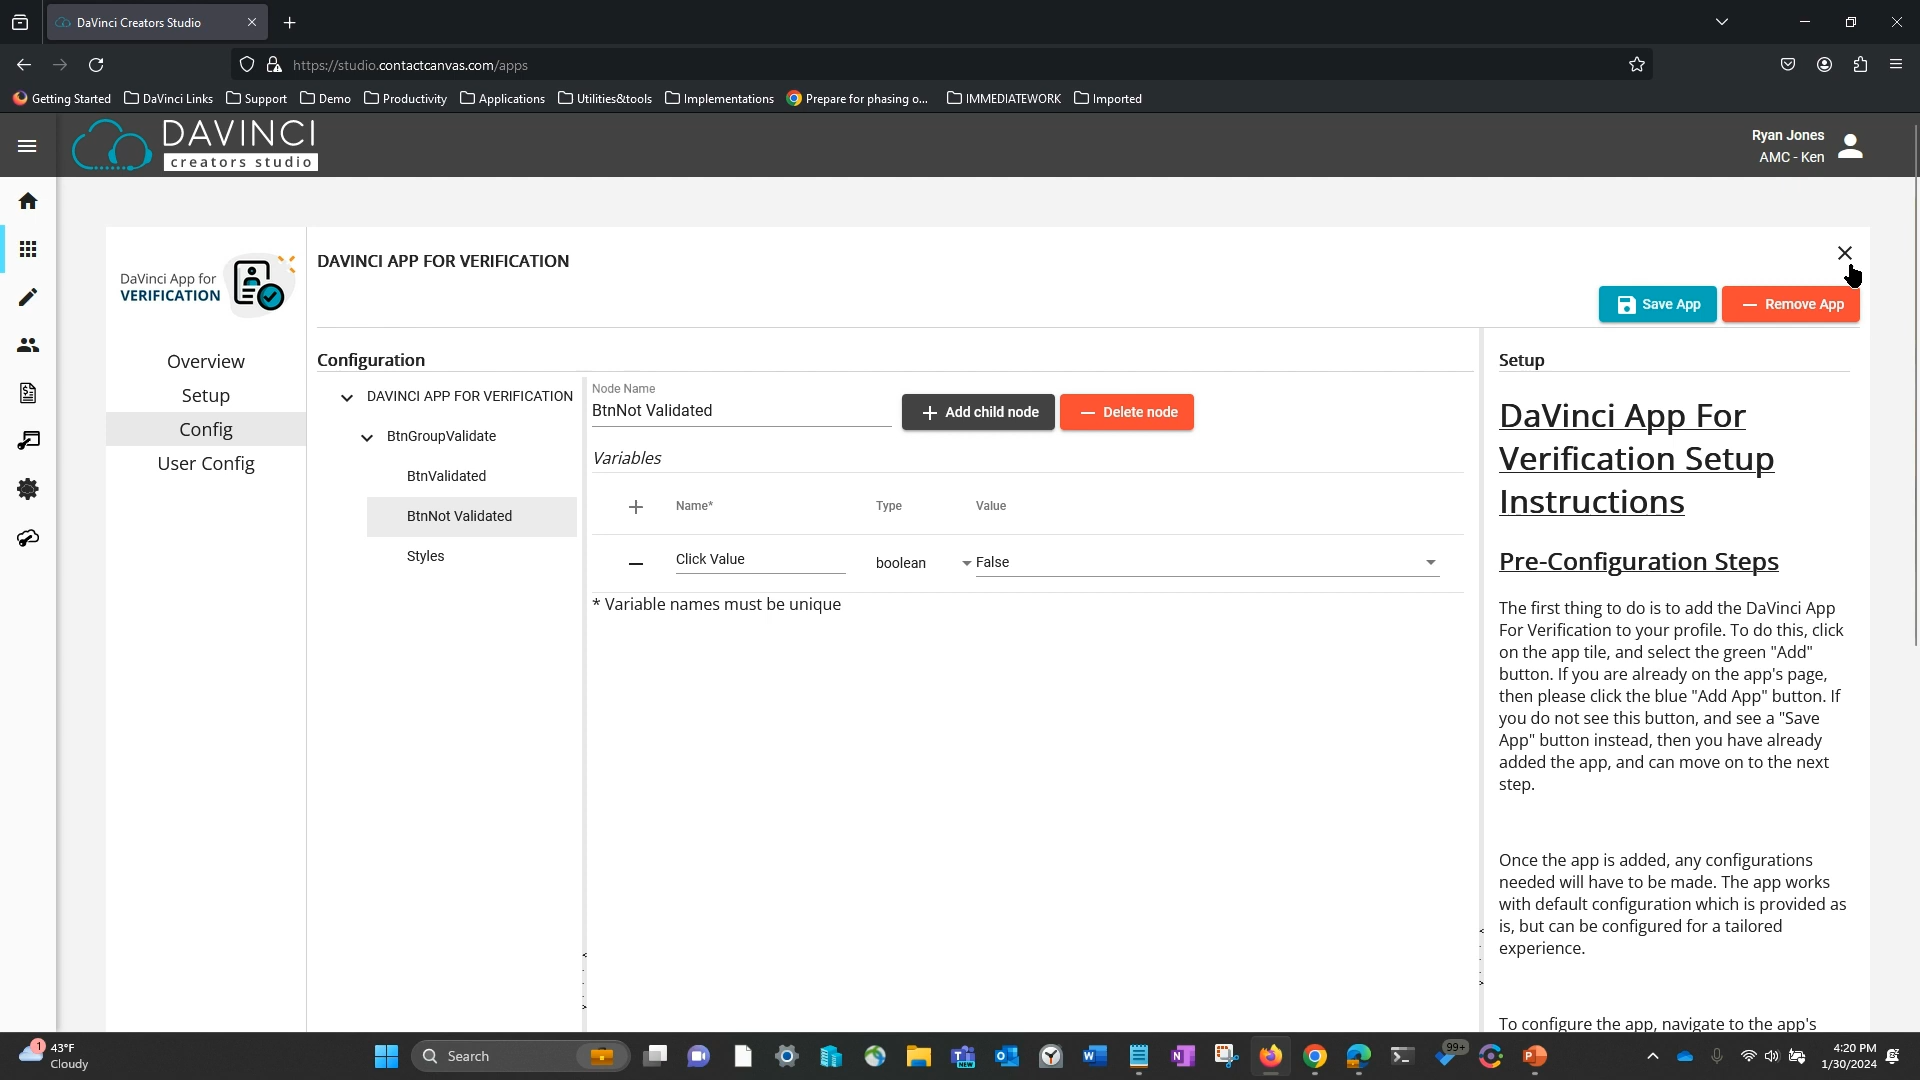 DaVinci Creators Studio
https://studio.contactcanvas.com/apps
Getting Started DaVinci Links Support Demo Productivity Applications Utilities&tools Implementations Prepare for phasing o... IMMEDIATEWORK Imported
DAVINCI
creators studio
Ryan Jones
AMC - Ken
DaVinci App for
VERIFICATION
Overview
Setup
Config
User Config
DAVINCI APP FOR VERIFICATION
Save App
Remove App
Configuration
DAVINCI APP FOR VERIFICATION
BtnGroupValidate
BtnValidated
BtnNot Validated
Styles
Node Name
BtnNot Validated
Add child node
Delete node
Variables
Name* Type Value
Click Value boolean False
* Variable names must be unique
Setup
DaVinci App For
Verification Setup
Instructions
Pre-Configuration Steps
The first thing to do is to add the DaVinci App
For Verification to your profile. To do this, click
on the app tile, and select the green "Add"
button. If you are already on the app's page,
then please click the blue "Add App" button. If
you do not see this button, and see a "Save
App" button instead, then you have already
added the app, and can move on to the next
step.
Once the app is added, any configurations
needed will have to be made. The app works
with default configuration which is provided as
is, but can be configured for a tailored
experience.
To configure the app, navigate to the app's
1
43°F
Cloudy
Search
NEW
99+
4:20 PM
1/30/2024